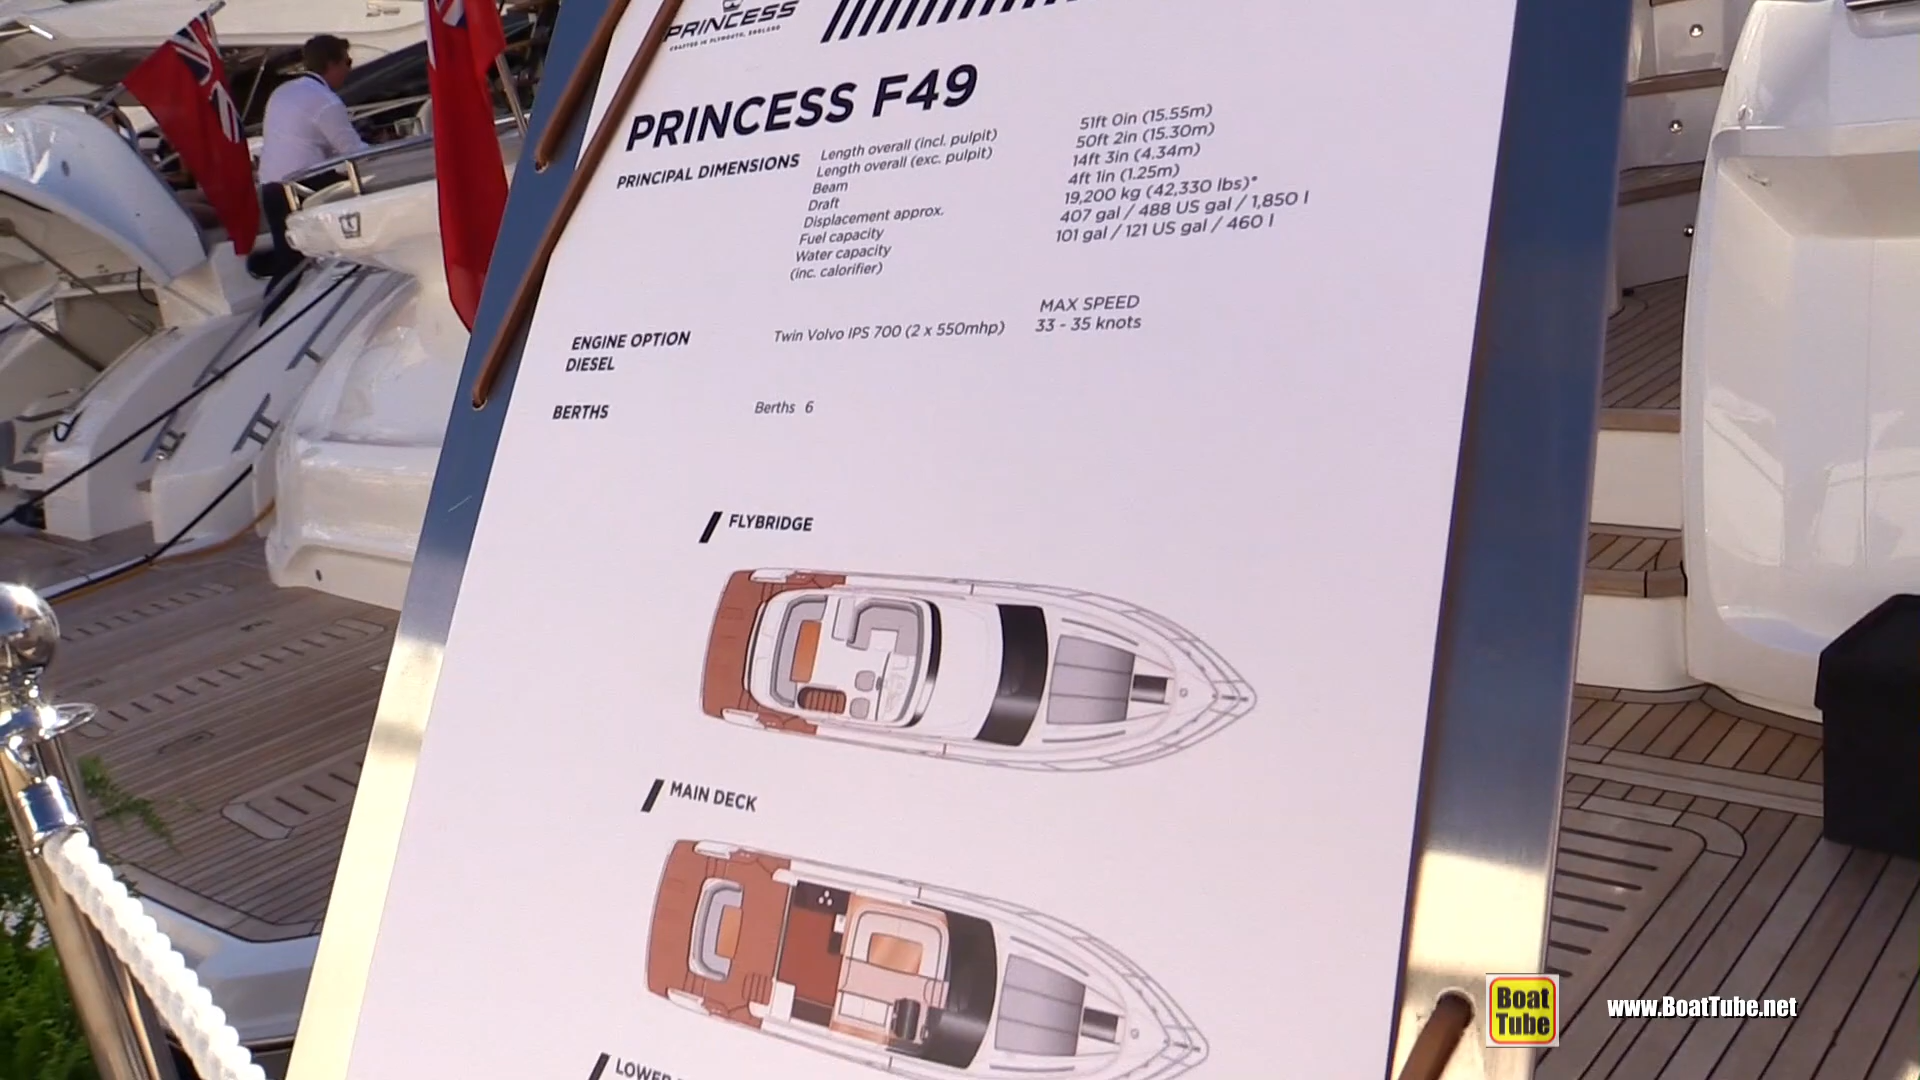 PRINCESS
CRAFTED IN PLYMOUTH, ENGLAND
PRINCESS F49
PRINCIPAL DIMENSIONS
Length overall (incl. pulpit) 51ft 0in (15.55m)
Length overall (exc. pulpit) 50ft 2in (15.30m)
Beam 14ft 3in (4.34m)
Draft 4ft 1in (1.25m)
Displacement approx. 19,200 kg (42,330 lbs)*
Fuel capacity 407 gal / 488 US gal / 1,850 l
Water capacity 101 gal / 121 US gal / 460 l
(inc. calorifier)
MAX SPEED
ENGINE OPTION Twin Volvo IPS 700 (2 x 550mhp) 33 - 35 knots
DIESEL
BERTHS Berths 6
FLYBRIDGE
MAIN DECK
LOWER
Boat
Tube
www.BoatTube.net